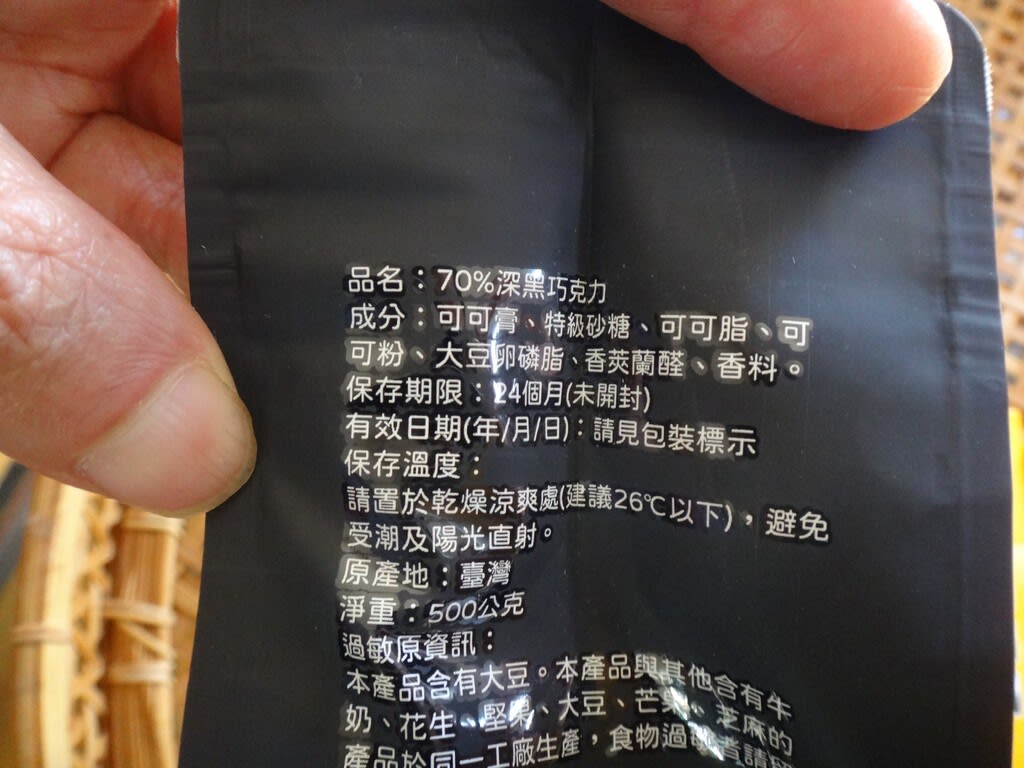 品名：70%深黑巧克力
成分：可可膏、特級砂糖、可可脂、可
可粉、大豆卵磷脂、香莢蘭醛、香料。
保存期限：24個月(未開封)
有效日期(年/月/日)：請見包裝標示
保存溫度：
請置於乾燥涼爽處(建議26℃以下)，避免
受潮及陽光直射。
原產地：臺灣
淨重：500公克
過敏原資訊：
本產品含有大豆。本產品與其他含有牛
奶、花生、堅果、大豆、芒果、芝麻的
產品於同一工廠生產，食物過敏者請